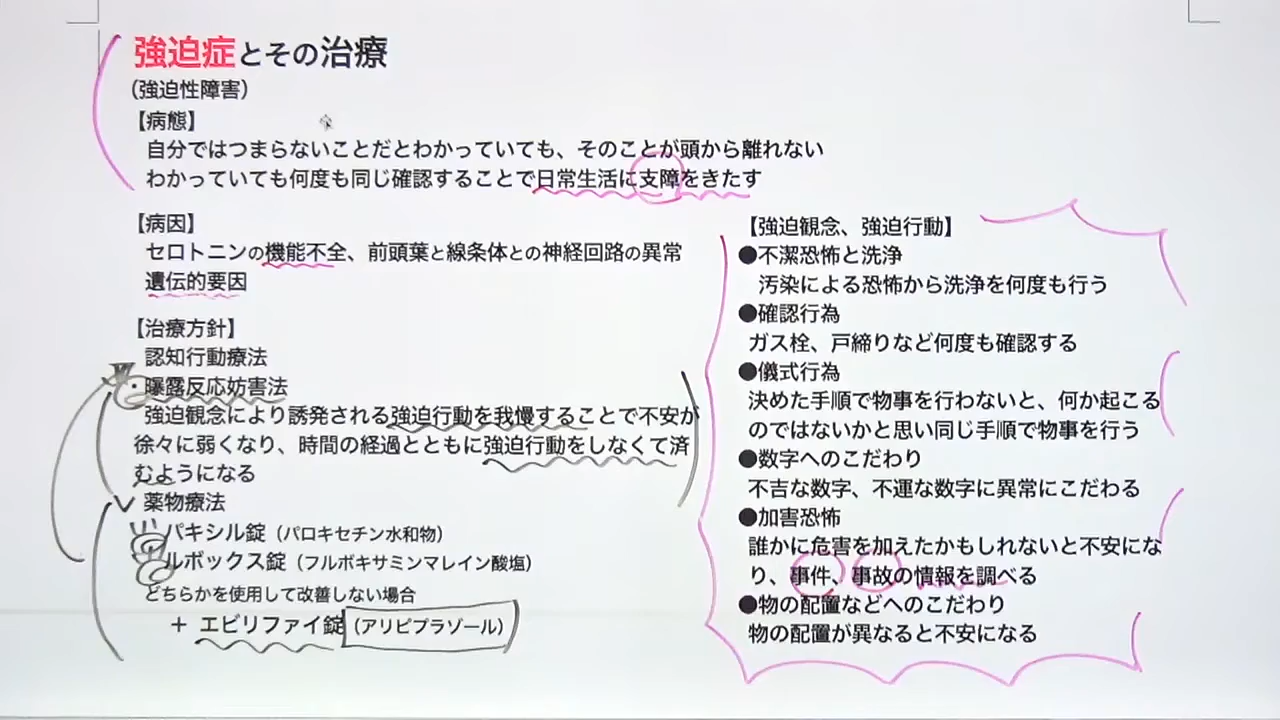 強迫症とその治療
（強迫性障害）
【病態】
自分ではつまらないことだとわかっていても、そのことが頭から離れない
わかっていても何度も同じ確認することで日常生活に支障をきたす
【病因】
セロトニンの機能不全、前頭葉と線条体との神経回路の異常
遺伝的要因
【治療方針】
認知行動療法
曝露反応妨害法
強迫観念により誘発される強迫行動を我慢することで不安が
徐々に弱くなり、時間の経過とともに強迫行動をしなくて済
むようになる
薬物療法
パキシル錠（パロキセチン水和物）
ルボックス錠（フルボキサミンマレイン酸塩）
どちらかを使用して改善しない場合
＋ エビリファイ錠（アリピプラゾール）
【強迫観念、強迫行動】
●不潔恐怖と洗浄
汚染による恐怖から洗浄を何度も行う
●確認行為
ガス栓、戸締りなど何度も確認する
●儀式行為
決めた手順で物事を行わないと、何か起こる
のではないかと思い同じ手順で物事を行う
●数字へのこだわり
不吉な数字、不運な数字に異常にこだわる
●加害恐怖
誰かに危害を加えたかもしれないと不安にな
り、事件、事故の情報を調べる
●物の配置などへのこだわり
物の配置が異なると不安になる